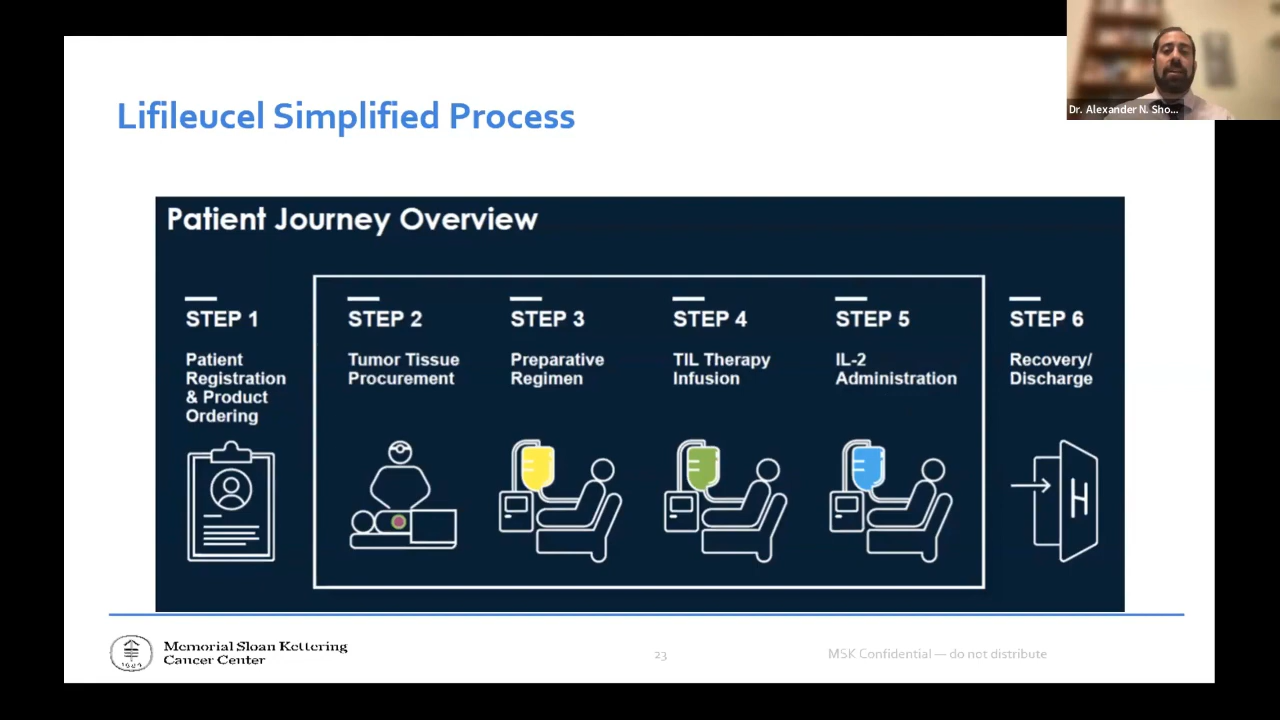 Dr. Alexander N. Sho...
Lifileucel Simplified Process
Patient Journey Overview
STEP 1
Patient
Registration
& Product
Ordering
STEP 2
Tumor Tissue
Procurement
STEP 3
Preparative
Regimen
STEP 4
TIL Therapy
Infusion
STEP 5
IL-2
Administration
STEP 6
Recovery/
Discharge
H
Memorial Sloan Kettering
Cancer Center
23
MSK Confidential — do not distribute